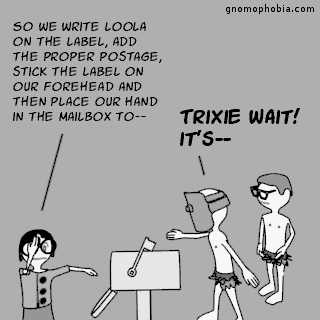 gnomophobia.com
SO WE WRITE LOOLA
ON THE LABEL, ADD
THE PROPER POSTAGE,
STICK THE LABEL ON
OUR FOREHEAD AND
THEN PLACE OUR HAND
IN THE MAILBOX TO--
TRIXIE WAIT!
IT'S--